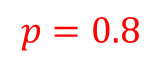 p = 0.8